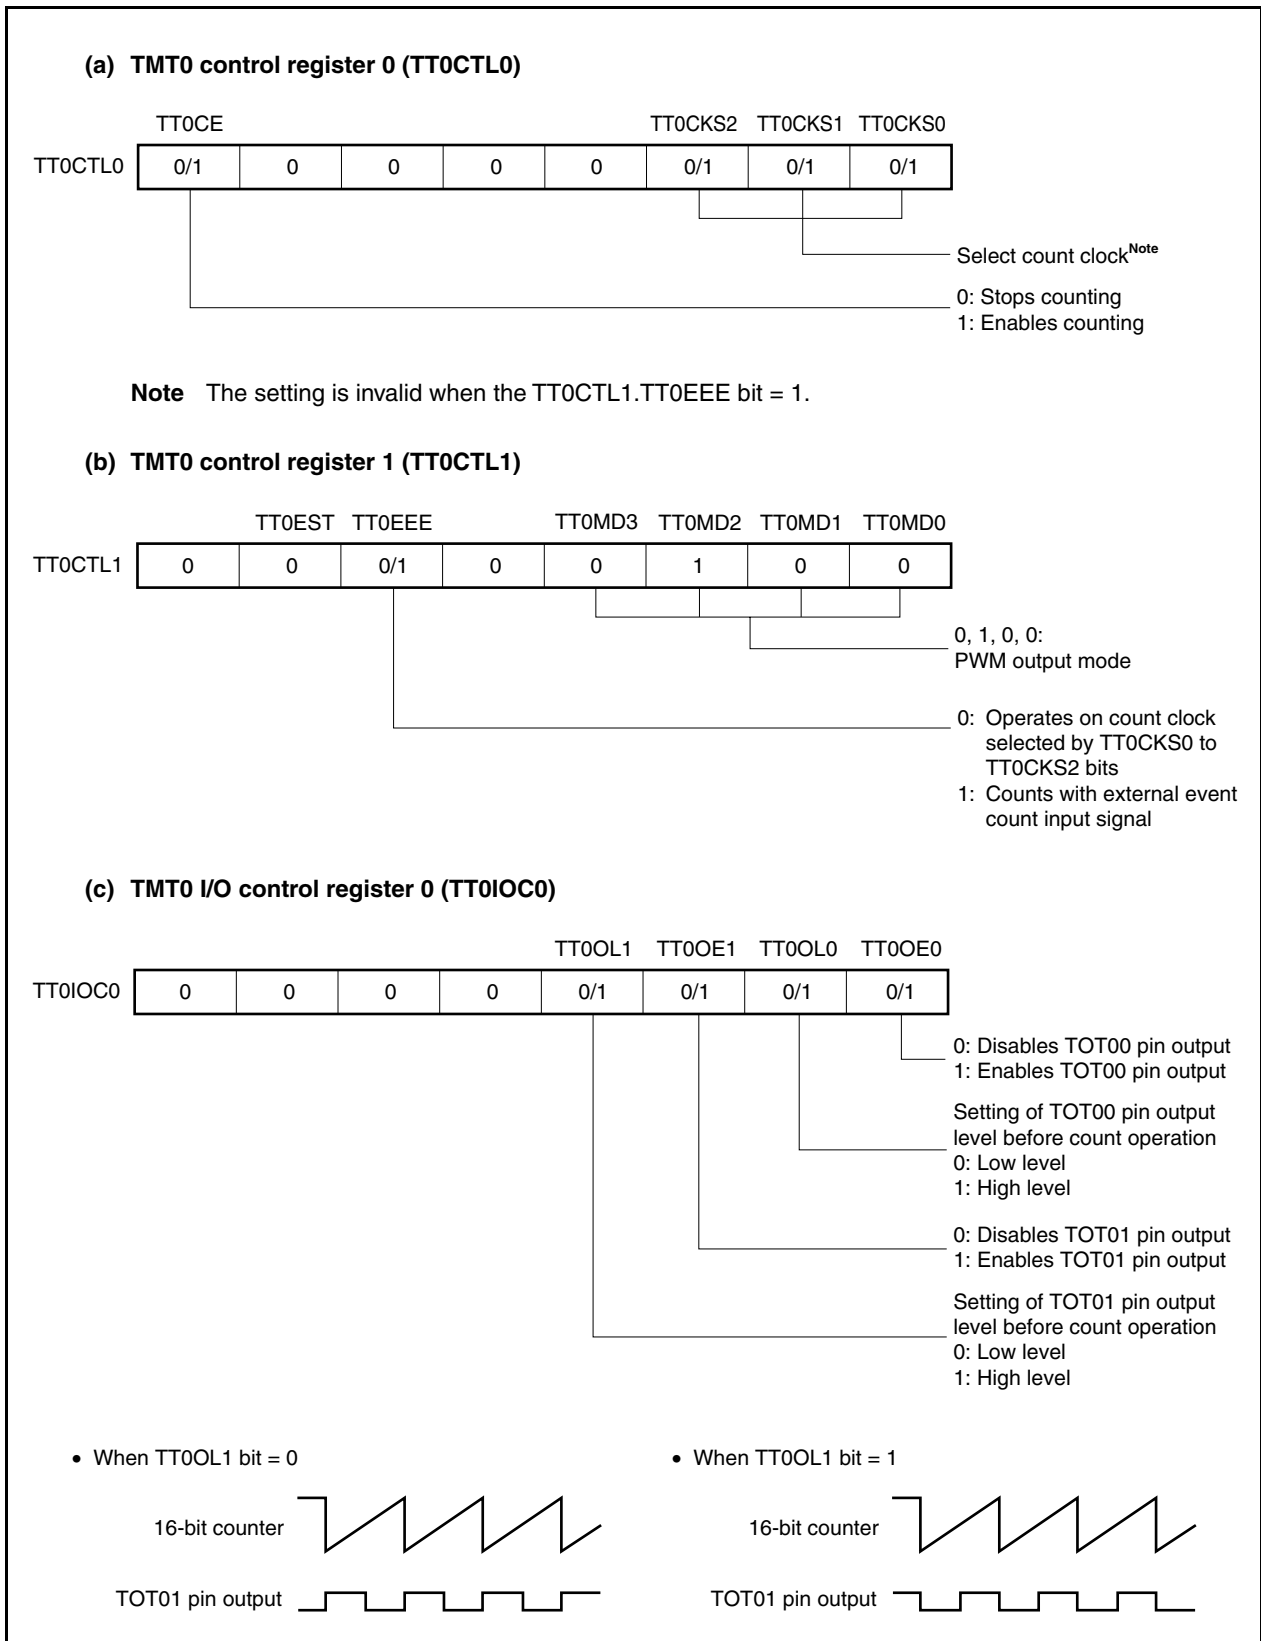 (a) TMT0 control register 0 (TT0CTL0)
TT0CE TT0CKS2 TT0CKS1 TT0CKS0
TT0CTL0 0/1 0 0 0 0 0/1 0/1 0/1
Select count clockNote
0: Stops counting
1: Enables counting
Note The setting is invalid when the TT0CTL1.TT0EEE bit = 1.
(b) TMT0 control register 1 (TT0CTL1)
TT0EST TT0EEE TT0MD3 TT0MD2 TT0MD1 TT0MD0
TT0CTL1 0 0 0/1 0 0 1 0 0
0, 1, 0, 0:
PWM output mode
0: Operates on count clock
selected by TT0CKS0 to
TT0CKS2 bits
1: Counts with external event
count input signal
(c) TMT0 I/O control register 0 (TT0IOC0)
TT0OL1 TT0OE1 TT0OL0 TT0OE0
TT0IOC0 0 0 0 0 0/1 0/1 0/1 0/1
0: Disables TOT00 pin output
1: Enables TOT00 pin output
Setting of TOT00 pin output
level before count operation
0: Low level
1: High level
0: Disables TOT01 pin output
1: Enables TOT01 pin output
Setting of TOT01 pin output
level before count operation
0: Low level
1: High level
• When TT0OL1 bit = 0
16-bit counter
TOT01 pin output
• When TT0OL1 bit = 1
16-bit counter
TOT01 pin output